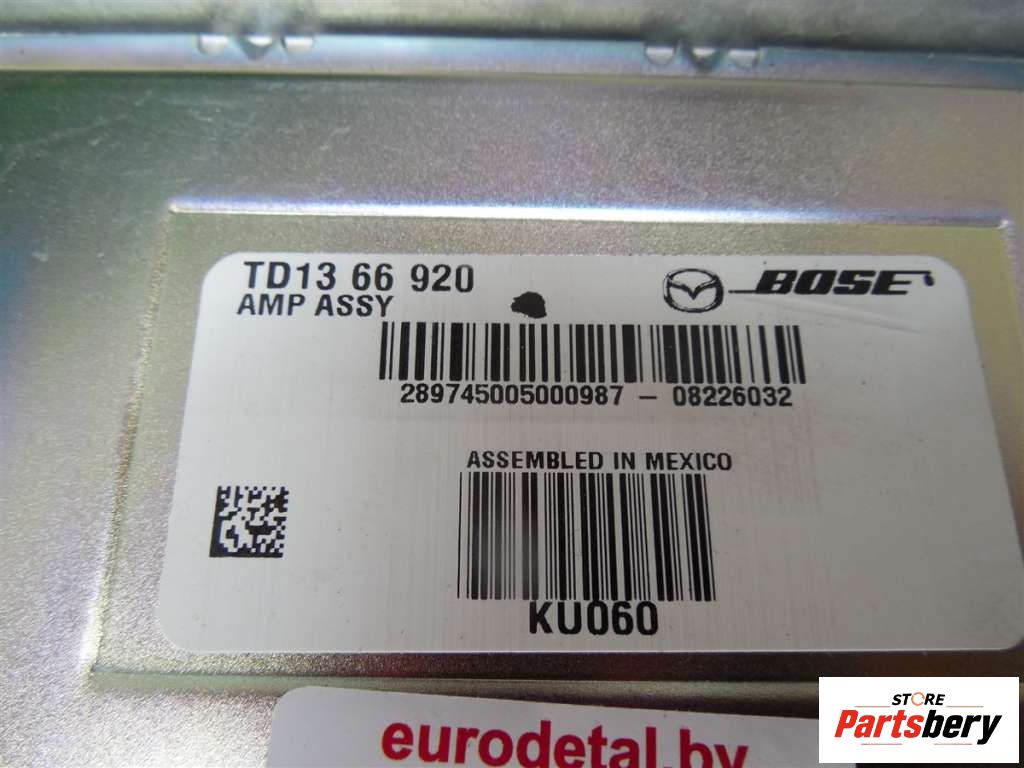 TD13 66 920
BOSE
AMP ASSY
289745005000987 - 08226032
ASSEMBLED IN MEXICO
KU060
eurodetal.by
STORE
Partsbery